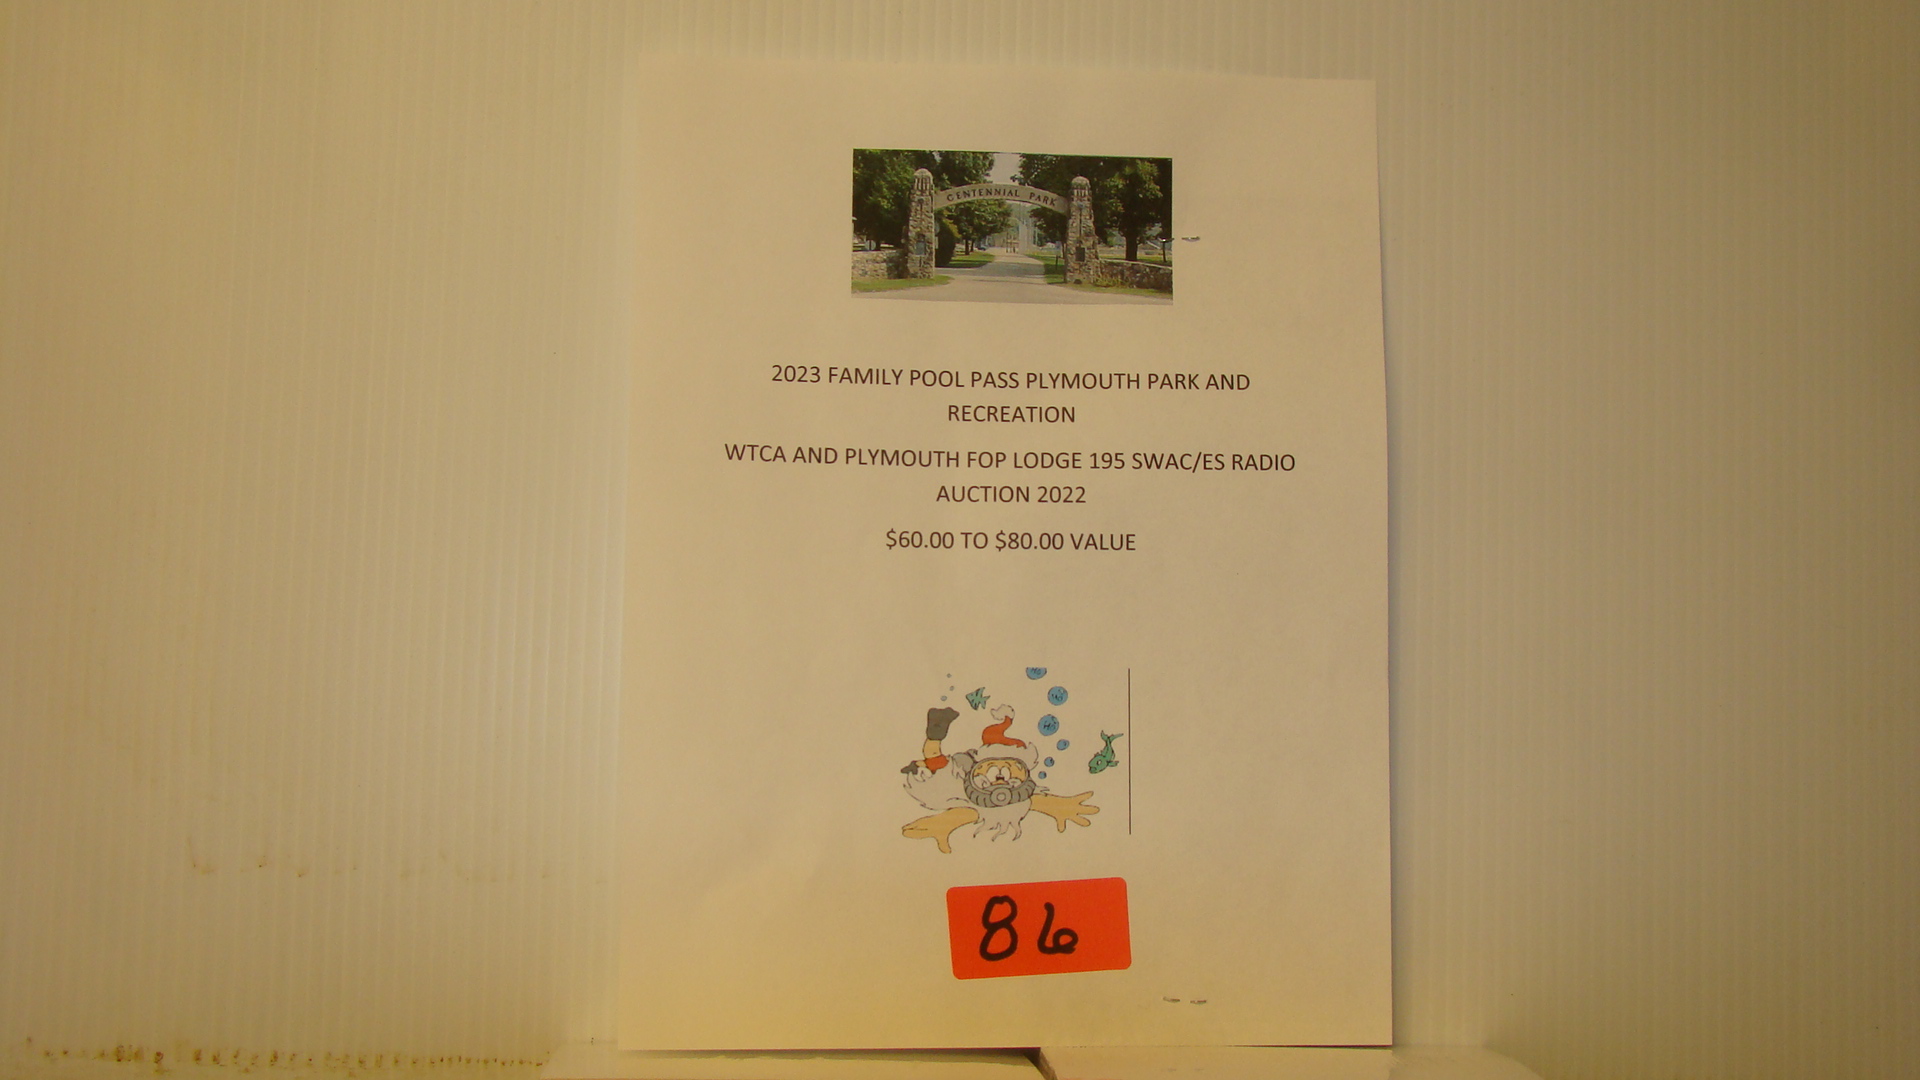 CENTENNIAL PARK
2023 FAMILY POOL PASS PLYMOUTH PARK AND
RECREATION
WTCA AND PLYMOUTH FOP LODGE 195 SWAC/ES RADIO
AUCTION 2022
$60.00 TO $80.00 VALUE
86